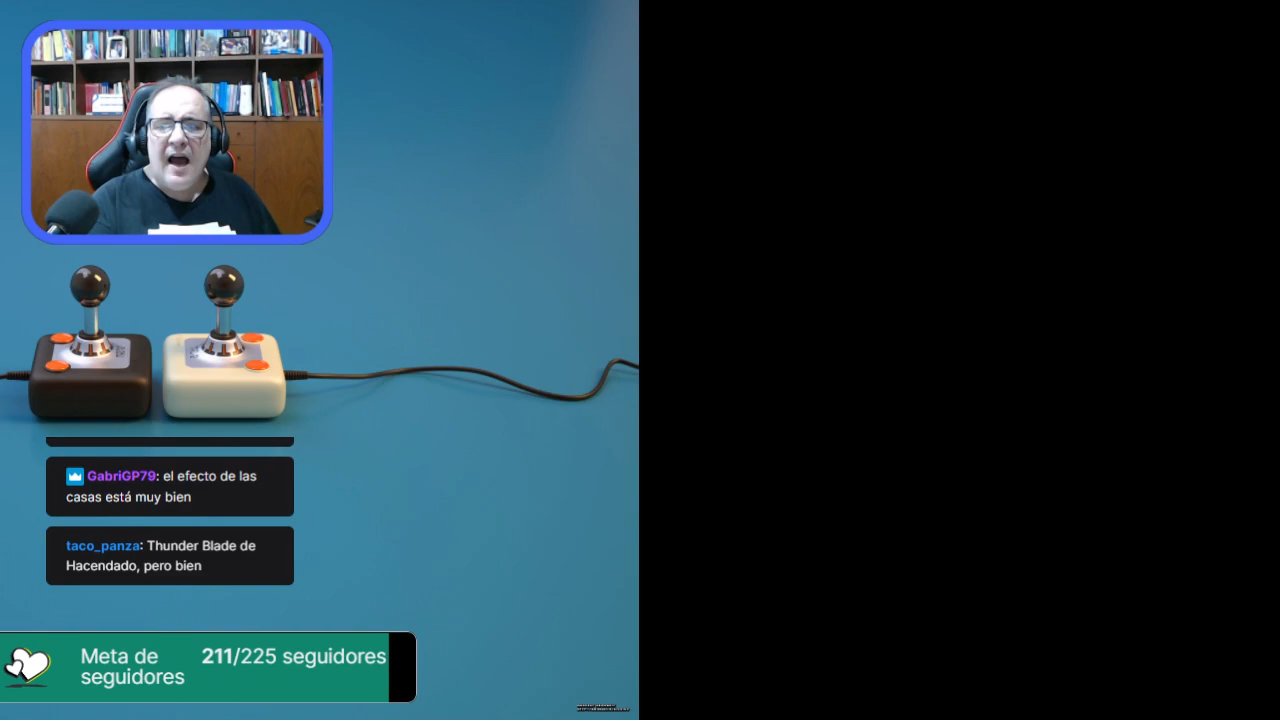 GabriGP79: el efecto de las
casas está muy bien
taco_panza: Thunder Blade de
Hacendado, pero bien
Meta de
seguidores
211/225 seguidores